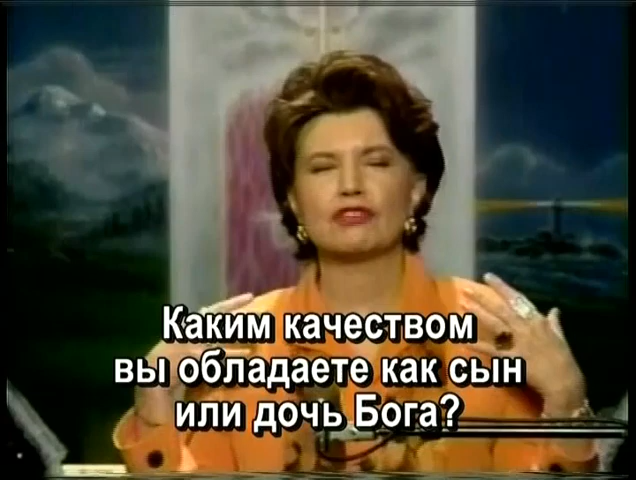 Каким качеством
вы обладаете как сын
или дочь Бога?